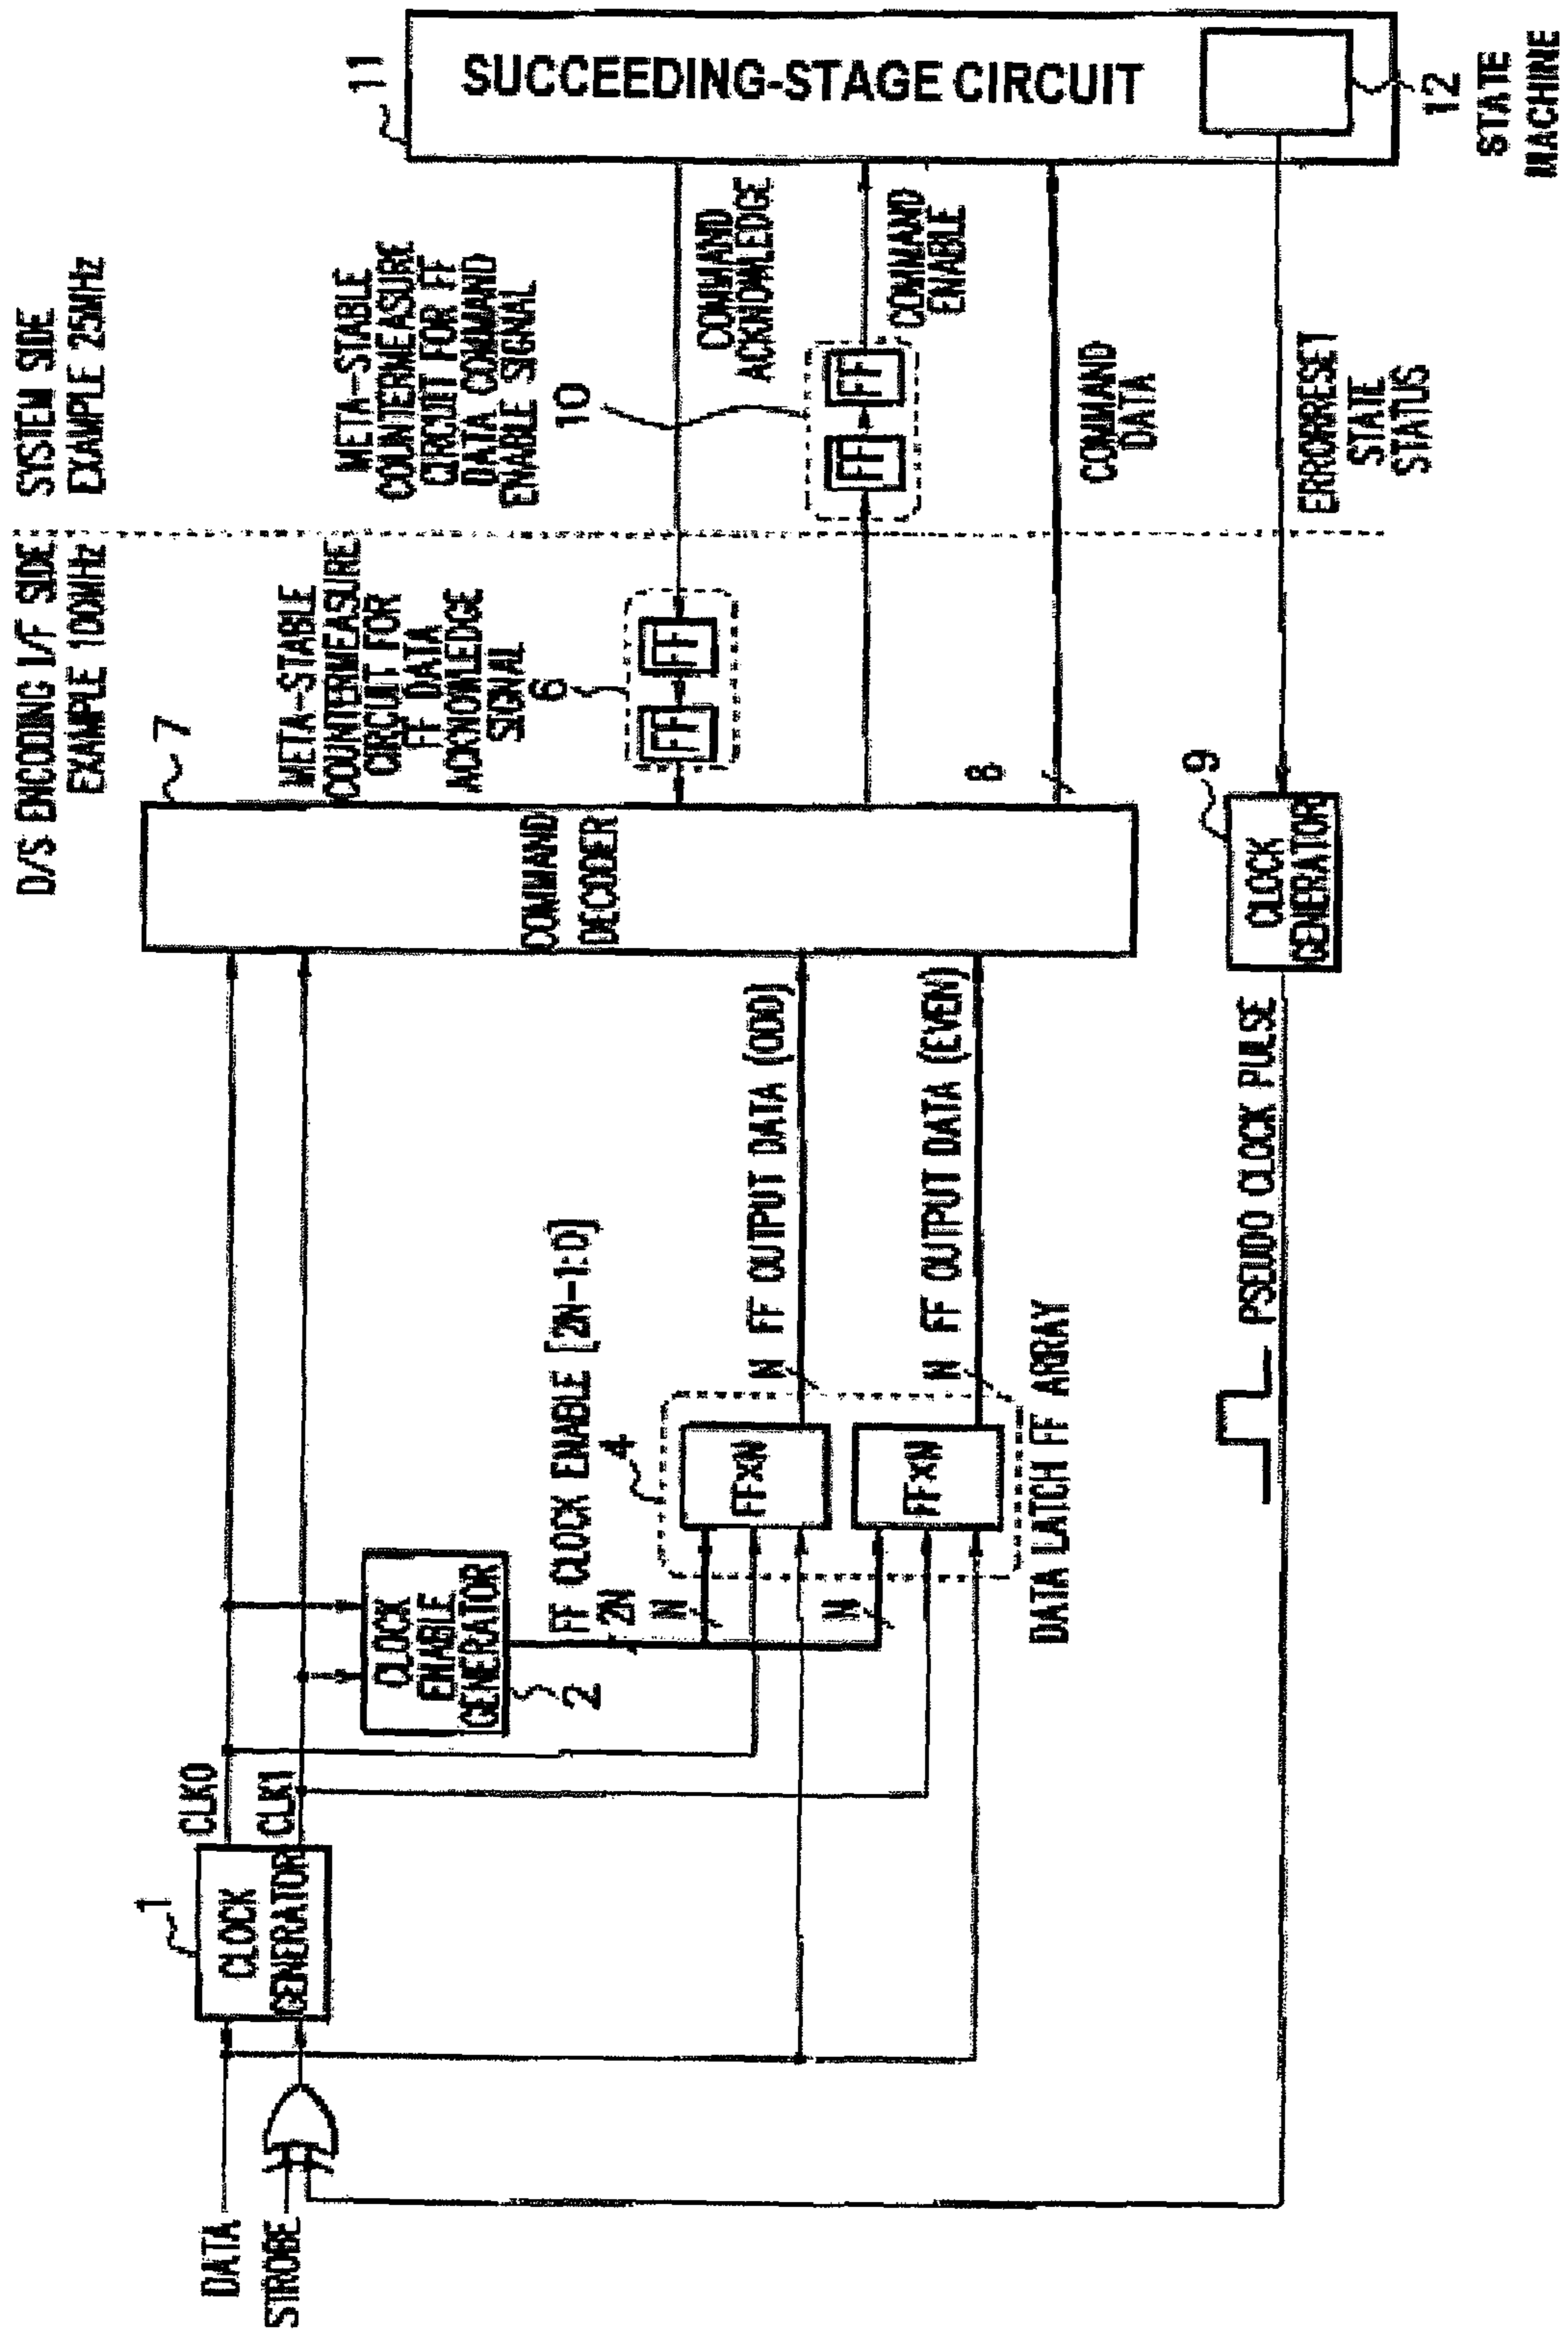 D/S ENCODING I/F SIDE
EXAMPLE 100MHz
SYSTEM SIDE
EXAMPLE 25MHz
DATA
STROBE
1
CLOCK
GENERATOR
CLK0
CLK1
CLOCK
ENABLE
GENERATOR
2
FF CLOCK ENABLE [2N-1:0]
2N
N
N
4
FFxN
FFxN
DATA LATCH FF ARRAY
N FF OUTPUT DATA (ODD)
N FF OUTPUT DATA (EVEN)
7
COMMAND
DECODER
META-STABLE
COUNTERMEASURE
CIRCUIT FOR
FF DATA
ACKNOWLEDGE
SIGNAL
6
FF
FF
META-STABLE
COUNTERMEASURE
CIRCUIT FOR FF
DATA COMMAND
ENABLE SIGNAL
10
FF
FF
COMMAND
ACKNOWLEDGE
COMMAND
ENABLE
8
COMMAND
DATA
11
SUCCEEDING-STAGE CIRCUIT
12
STATE
MACHINE
ERRORRESET
STATE
STATUS
9
CLOCK
GENERATOR
PSEUDO CLOCK PULSE